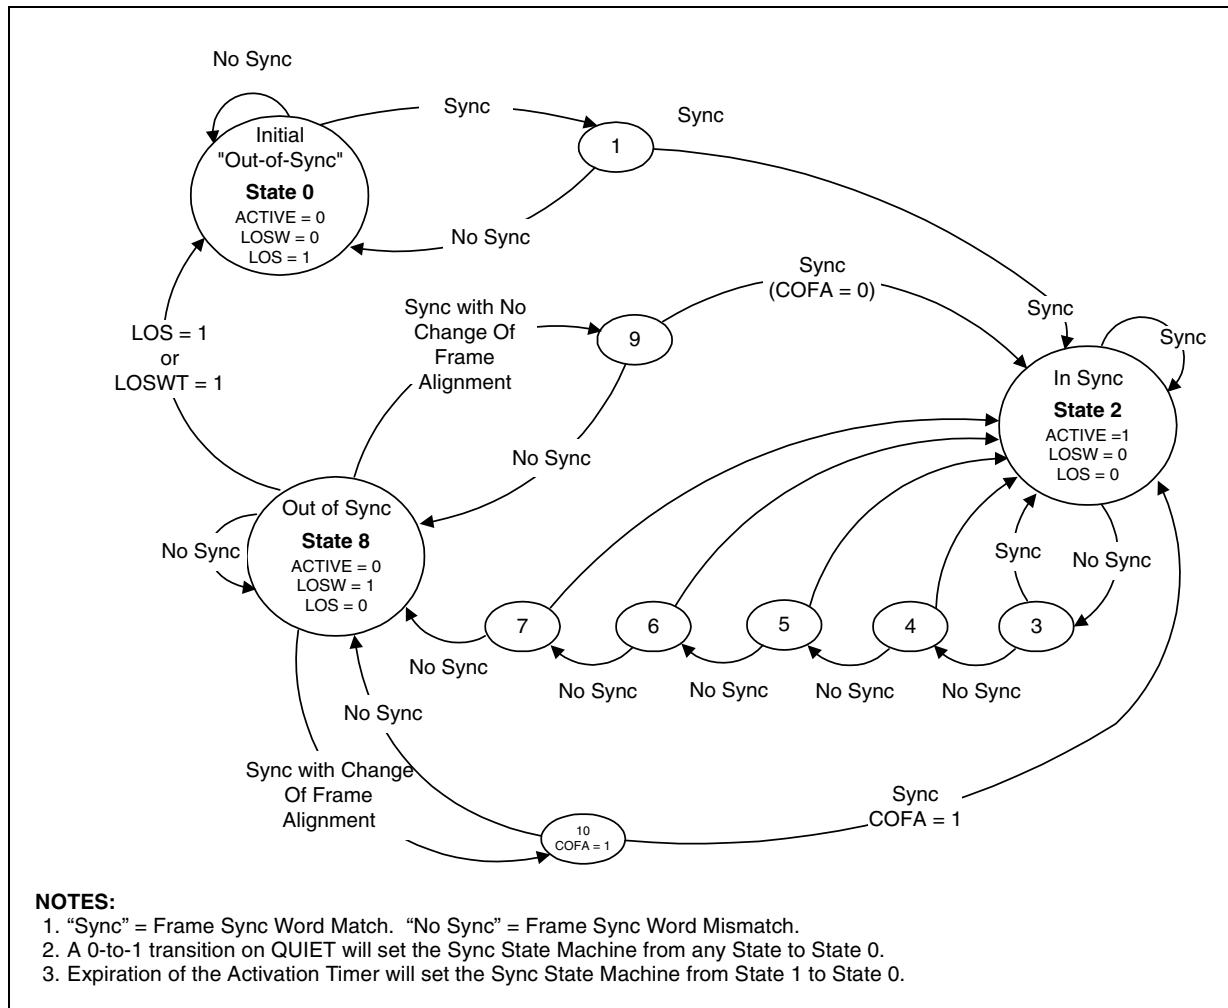 No Sync
Sync
Sync
1
Initial
"Out-of-Sync"
State 0
ACTIVE = 0
LOSW = 0
LOS = 1
No Sync
Sync
(COFA = 0)
Sync with No
Change Of
Frame
Alignment
9
LOS = 1
or
LOSWT = 1
Sync
Sync
In Sync
State 2
ACTIVE =1
LOSW = 0
LOS = 0
No Sync
Out of Sync
State 8
ACTIVE = 0
LOSW = 1
LOS = 0
No Sync
Sync
No Sync
7
6
5
4
3
No Sync
No Sync
No Sync
No Sync
No Sync
No Sync
Sync with Change
Of Frame
Alignment
10
COFA = 1
Sync
COFA = 1
NOTES:
1. “Sync” = Frame Sync Word Match. “No Sync” = Frame Sync Word Mismatch.
2. A 0-to-1 transition on QUIET will set the Sync State Machine from any State to State 0.
3. Expiration of the Activation Timer will set the Sync State Machine from State 1 to State 0.